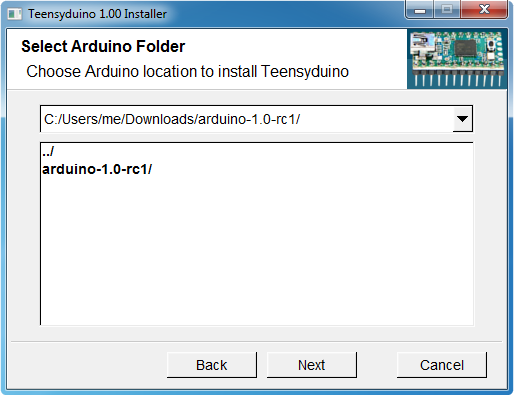 Teensyduino 1.00 Installer
Select Arduino Folder
Choose Arduino location to install Teensyduino
C:/Users/me/Downloads/arduino-1.0-rc1/
../
arduino-1.0-rc1/
Back Next Cancel